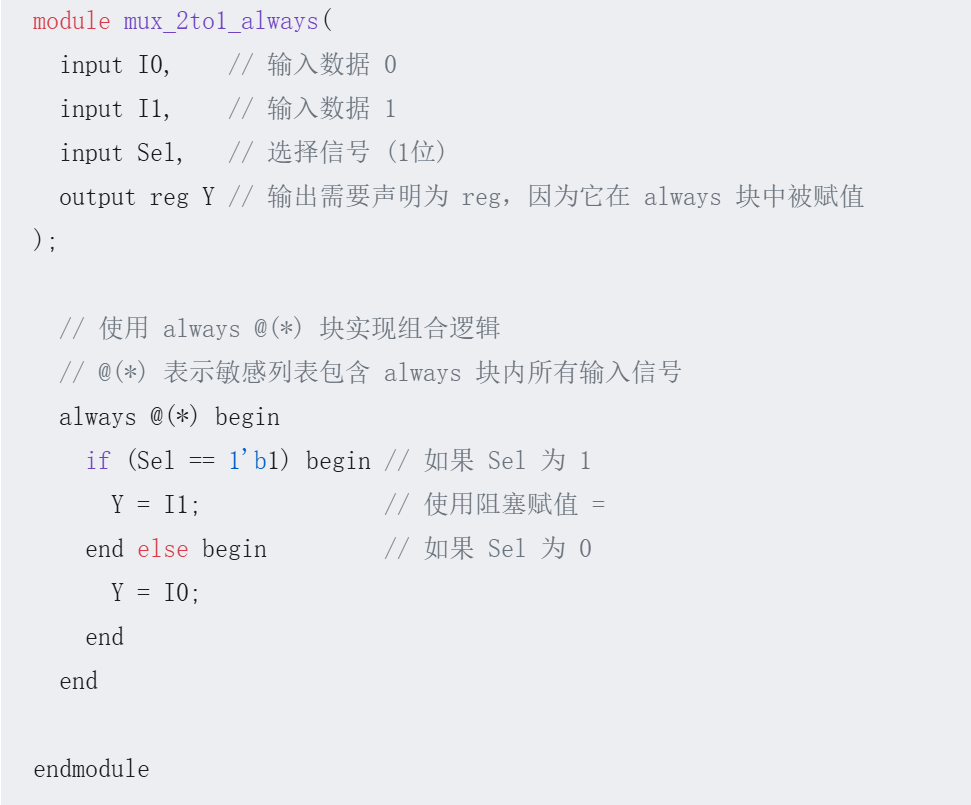 module mux_2to1_always(
  input I0,    // 输入数据 0
  input I1,    // 输入数据 1
  input Sel,   // 选择信号 (1位)
  output reg Y // 输出需要声明为 reg，因为它在 always 块中被赋值
);
  // 使用 always @(*) 块实现组合逻辑
  // @(*) 表示敏感列表包含 always 块内所有输入信号
  always @(*) begin
    if (Sel == 1'b1) begin // 如果 Sel 为 1
      Y = I1;              // 使用阻塞赋值 =
    end else begin         // 如果 Sel 为 0
      Y = I0;
    end
  end
endmodule